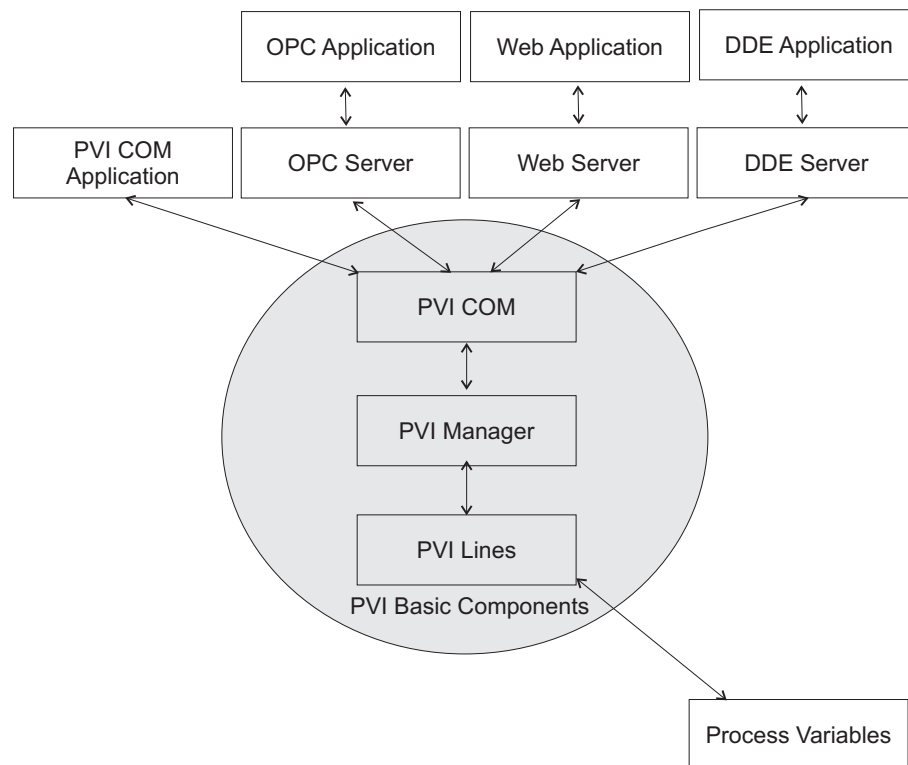 OPC Application
Web Application
DDE Application
PVI COM
Application
OPC Server
Web Server
DDE Server
PVI COM
PVI Manager
PVI Lines
PVI Basic Components
Process Variables